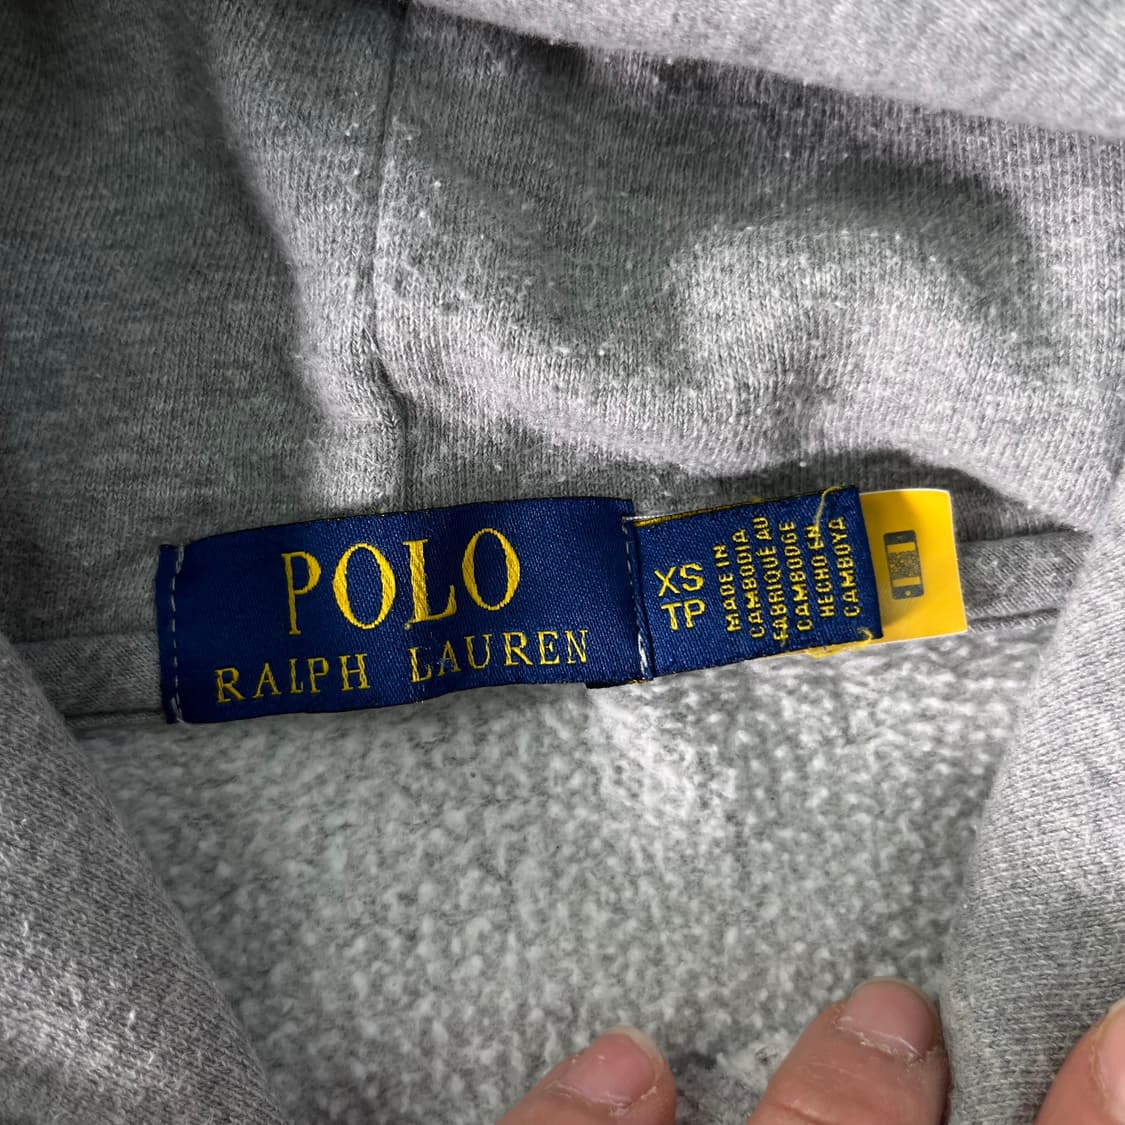 POLO
RALPH LAUREN
XS
TP
MADE IN
CAMBODIA
FABRIQUÉ AU
CAMBODGE
HECHO EN
CAMBOYA